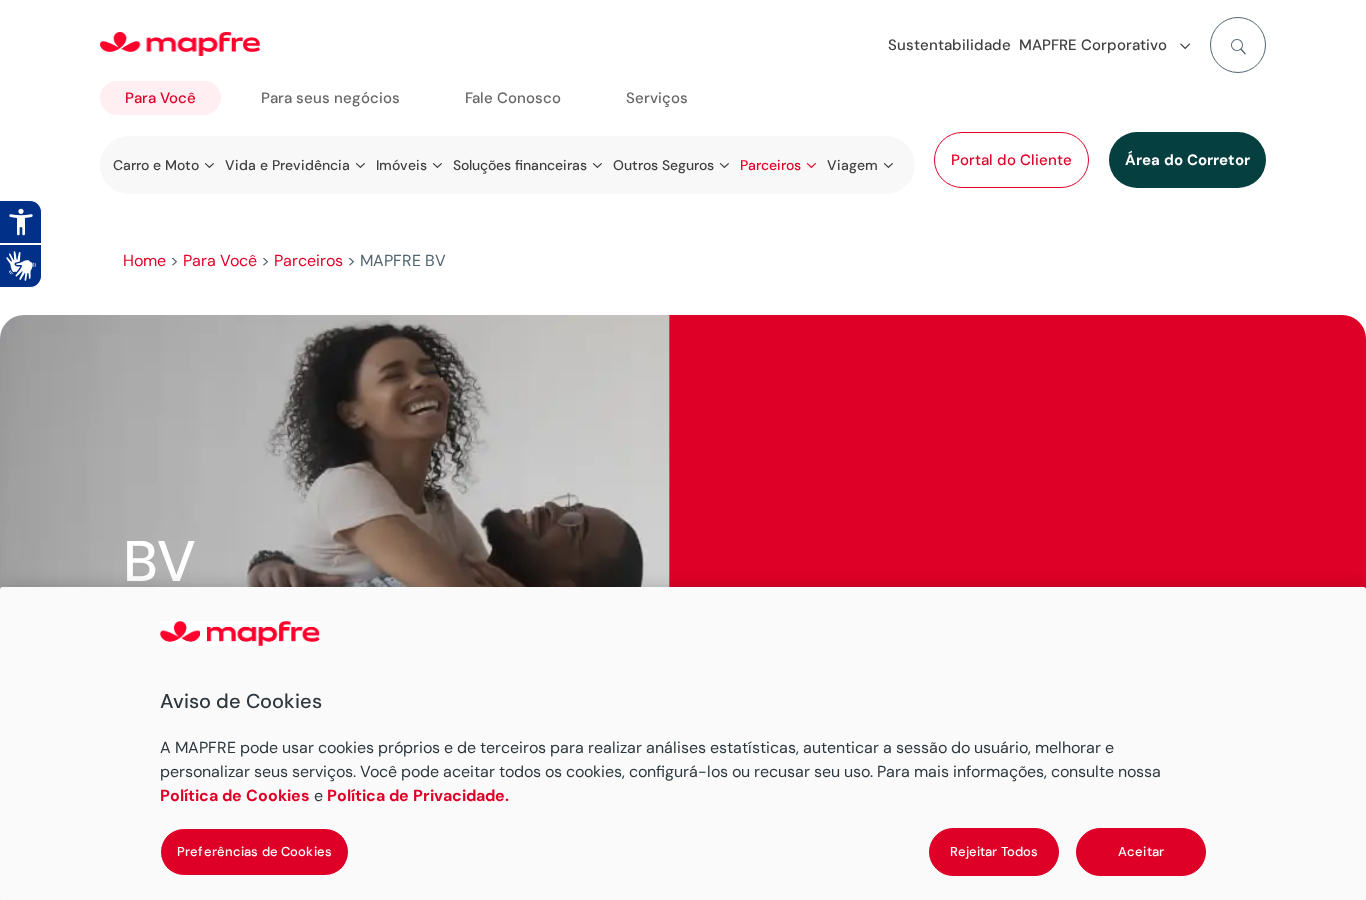 mapfre
Sustentabilidade MAPFRE Corporativo
Para Você Para seus negócios Fale Conosco Serviços
Carro e Moto Vida e Previdência Imóveis Soluções financeiras Outros Seguros Parceiros Viagem Portal do Cliente Área do Corretor
Home > Para Você > Parceiros > MAPFRE BV
BV
mapfre
Aviso de Cookies
A MAPFRE pode usar cookies próprios e de terceiros para realizar análises estatísticas, autenticar a sessão do usuário, melhorar e
personalizar seus serviços. Você pode aceitar todos os cookies, configurá-los ou recusar seu uso. Para mais informações, consulte nossa
Política de Cookies e Política de Privacidade.
Preferências de Cookies Rejeitar Todos Aceitar